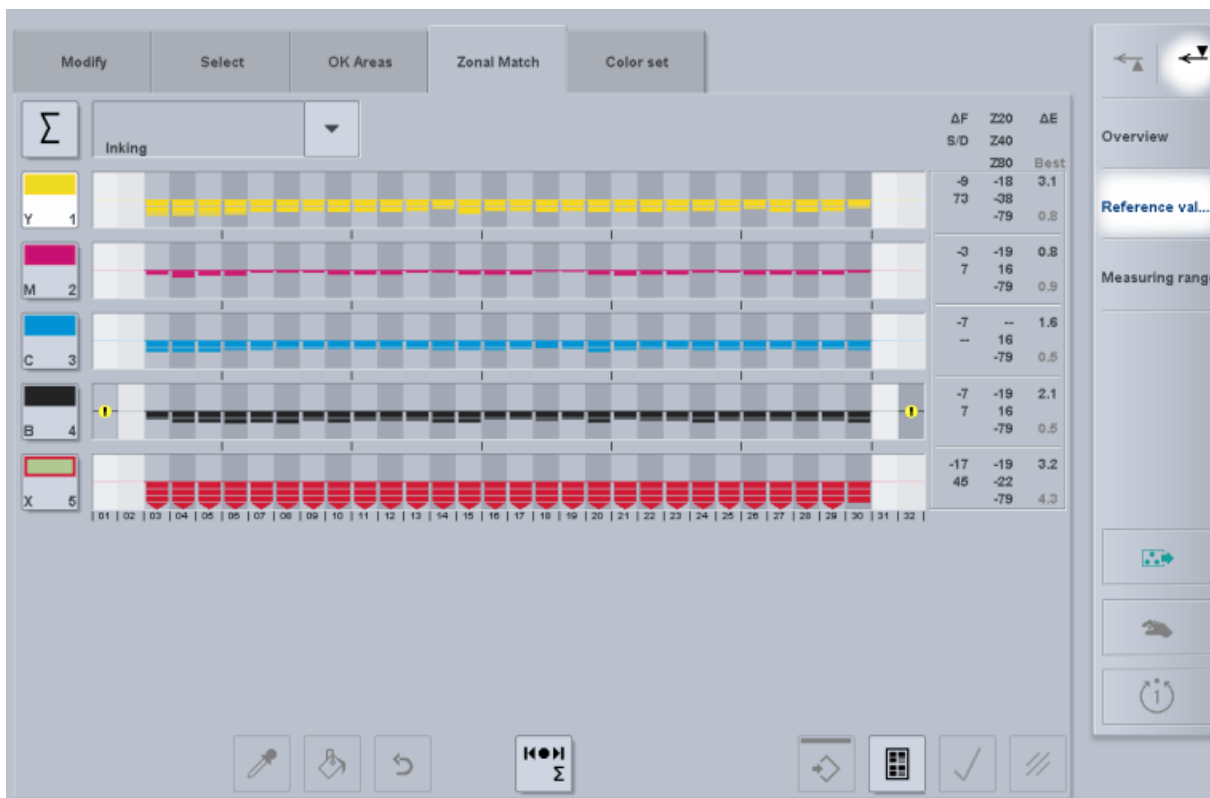 Modify
Select
OK Areas
Zonal Match
Color set
Σ
Inking
ΔF Z20 ΔE
S/D Z40
Z80 Best
Y 1
-9 -18 3.1
73 -38
-79 0.8
M 2
-3 -19 0.8
7 16
-79 0.9
C 3
-7 -- 1.6
-- 16
-79 0.5
B 4
-7 -19 2.1
7 16
-79 0.5
X 5
-17 -19 3.2
45 -22
-79 4.3
01 | 02 | 03 | 04 | 05 | 06 | 07 | 08 | 09 | 10 | 11 | 12 | 13 | 14 | 15 | 16 | 17 | 18 | 19 | 20 | 21 | 22 | 23 | 24 | 25 | 26 | 27 | 28 | 29 | 30 | 31 | 32
Overview
Reference val...
Measuring rang
1
Σ